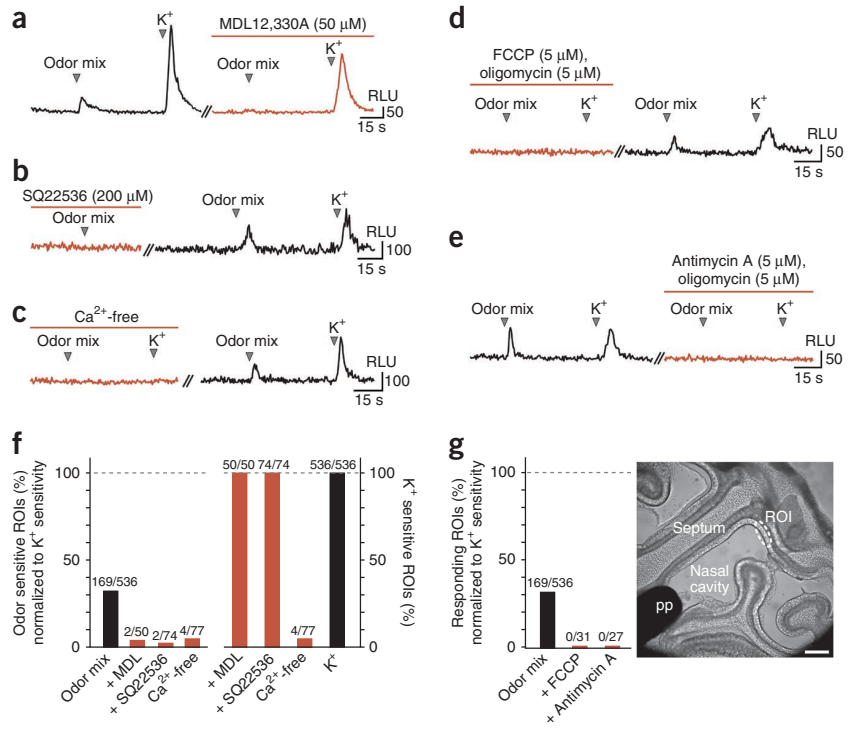 a
MDL12,330A (50 µM)
K+
Odor mix
Odor mix
K+
RLU
50
15 s
b
SQ22536 (200 µM)
Odor mix
Odor mix
K+
RLU
100
15 s
c
Ca2+-free
Odor mix
K+
Odor mix
K+
RLU
100
15 s
d
FCCP (5 µM),
oligomycin (5 µM)
Odor mix
K+
Odor mix
K+
RLU
50
15 s
e
Antimycin A (5 µM),
oligomycin (5 µM)
Odor mix
K+
Odor mix
K+
RLU
50
15 s
f
Odor sensitive ROIs (%)
normalized to K+ sensitivity
100
50
0
169/536
2/50
2/74
4/77
Odor mix
+ MDL
+ SQ22536
Ca2+-free
50/50
74/74
4/77
536/536
+ MDL
+ SQ22536
Ca2+-free
K+
100
50
0
K+ sensitive
ROIs (%)
g
Responding ROIs (%)
normalized to K+ sensitivity
100
50
0
169/536
0/31
0/27
Odor mix
+ FCCP
+ Antimycin A
Septum
ROI
Nasal
cavity
pp